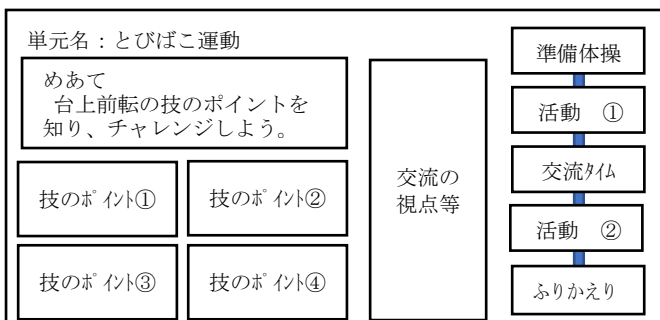 単元名：とびばこ運動
めあて
台上前転の技のポイントを
知り、チャレンジしよう。
技のﾎﾟｲﾝﾄ①
技のﾎﾟｲﾝﾄ②
技のﾎﾟｲﾝﾄ③
技のﾎﾟｲﾝﾄ④
交流の
視点等
準備体操
活動　①
交流ﾀｲﾑ
活動　②
ふりかえり